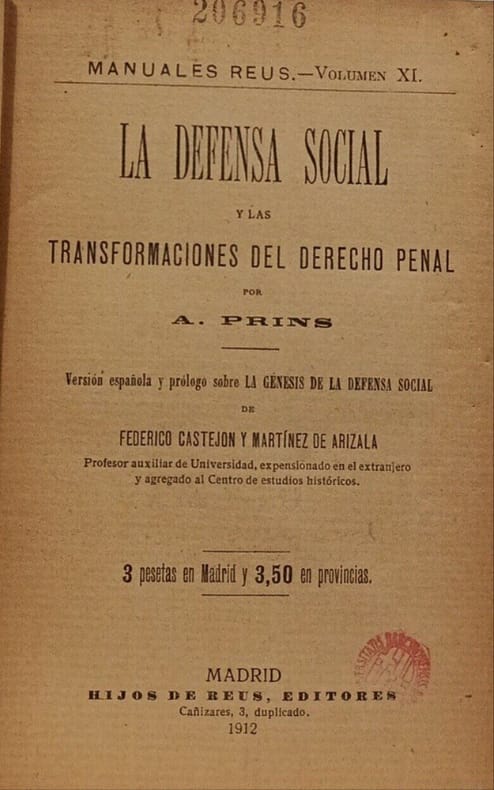 206916
MANUALES REUS.—VOLUMEN XI.
LA DEFENSA SOCIAL
Y LAS
TRANSFORMACIONES DEL DERECHO PENAL
POR
A. PRINS
Versión española y prólogo sobre LA GÉNESIS DE LA DEFENSA SOCIAL
DE
FEDERICO CASTEJON Y MARTÍNEZ DE ARIZALA
Profesor auxiliar de Universidad, expensionado en el extranjero
y agregado al Centro de estudios históricos.
3 pesetas en Madrid y 3,50 en provincias.
MADRID
HIJOS DE REUS, EDITORES
Cañizares, 3, duplicado.
1912